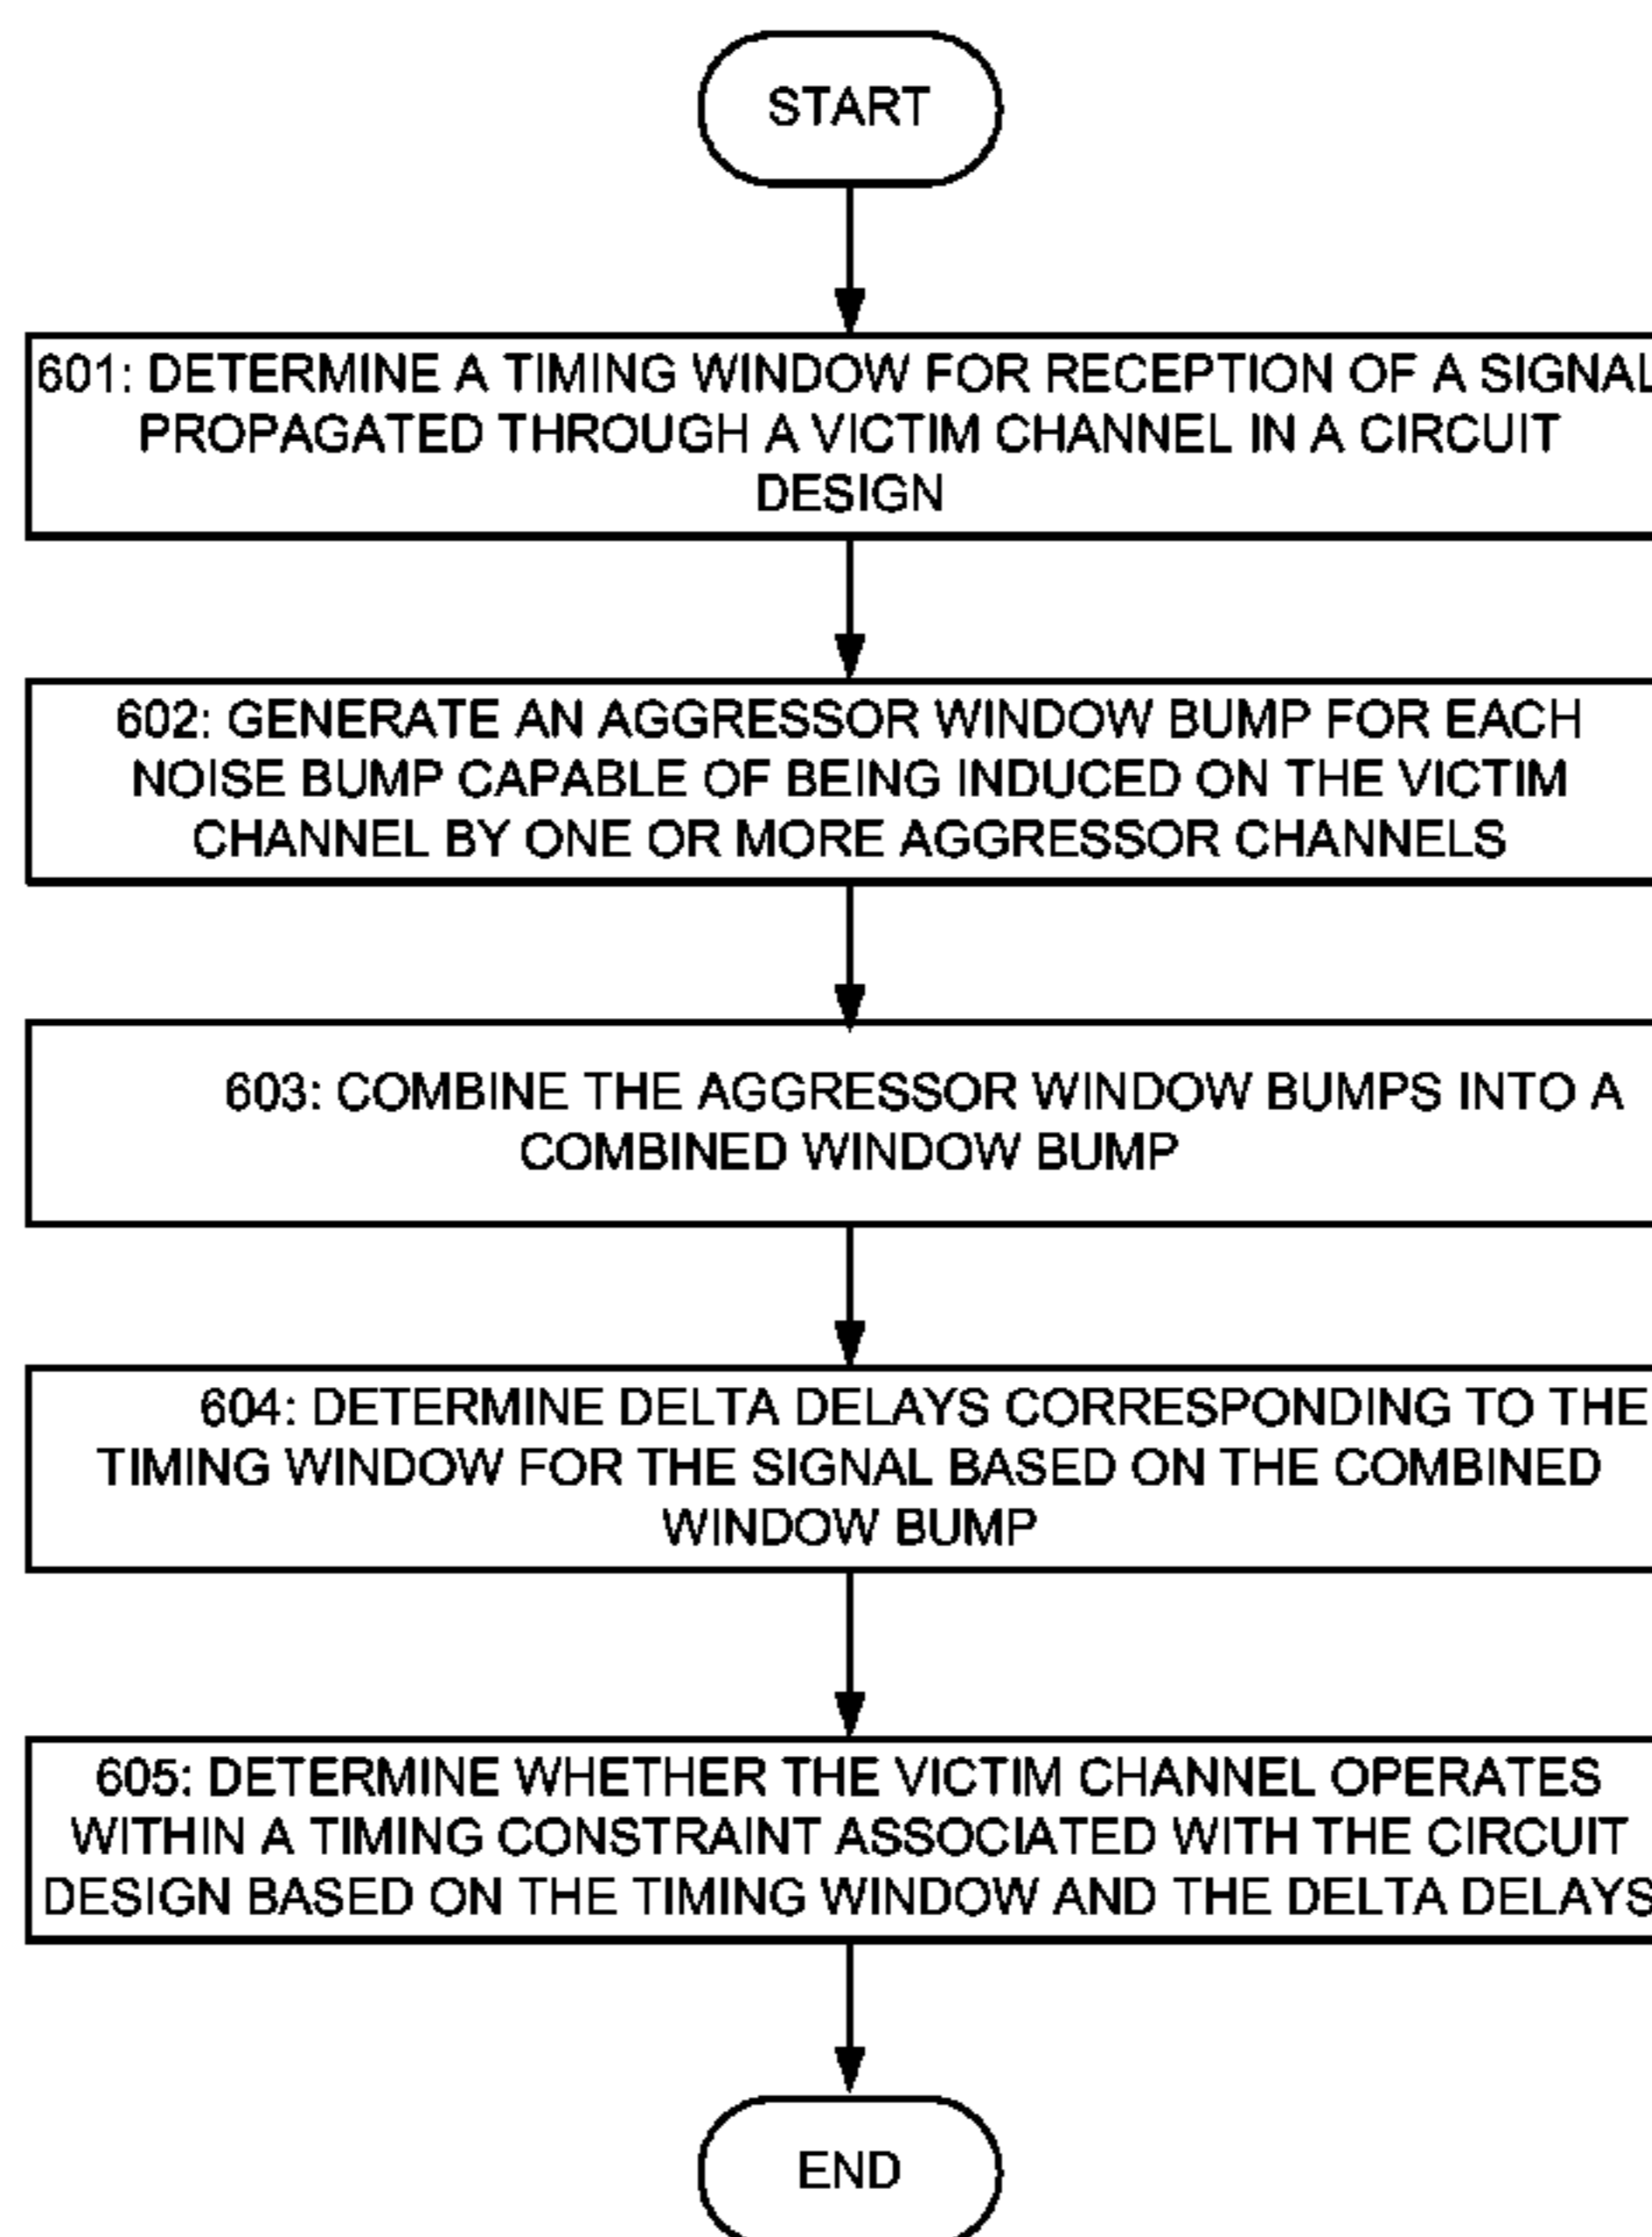 START
601: DETERMINE A TIMING WINDOW FOR RECEPTION OF A SIGNAL
PROPAGATED THROUGH A VICTIM CHANNEL IN A CIRCUIT
DESIGN
602: GENERATE AN AGGRESSOR WINDOW BUMP FOR EACH
NOISE BUMP CAPABLE OF BEING INDUCED ON THE VICTIM
CHANNEL BY ONE OR MORE AGGRESSOR CHANNELS
603: COMBINE THE AGGRESSOR WINDOW BUMPS INTO A
COMBINED WINDOW BUMP
604: DETERMINE DELTA DELAYS CORRESPONDING TO THE
TIMING WINDOW FOR THE SIGNAL BASED ON THE COMBINED
WINDOW BUMP
605: DETERMINE WHETHER THE VICTIM CHANNEL OPERATES
WITHIN A TIMING CONSTRAINT ASSOCIATED WITH THE CIRCUIT
DESIGN BASED ON THE TIMING WINDOW AND THE DELTA DELAYS
END